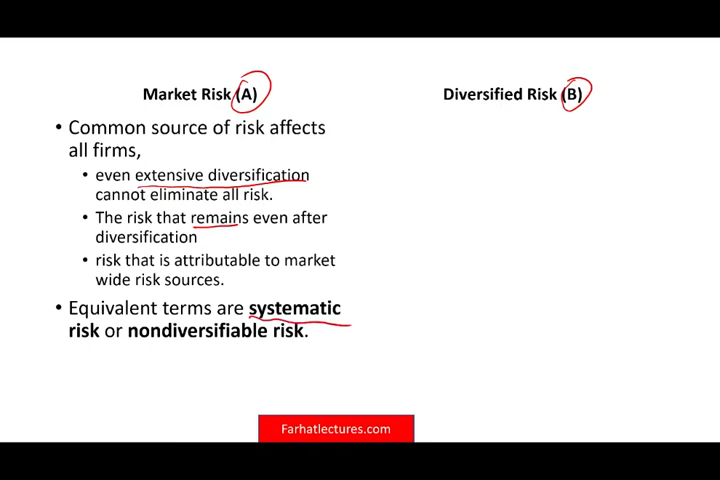 Market Risk (A)
Diversified Risk (B)
• Common source of risk affects
all firms,
• even extensive diversification
cannot eliminate all risk.
• The risk that remains even after
diversification
• risk that is attributable to market
wide risk sources.
• Equivalent terms are systematic
risk or nondiversifiable risk.
Farhatlectures.com